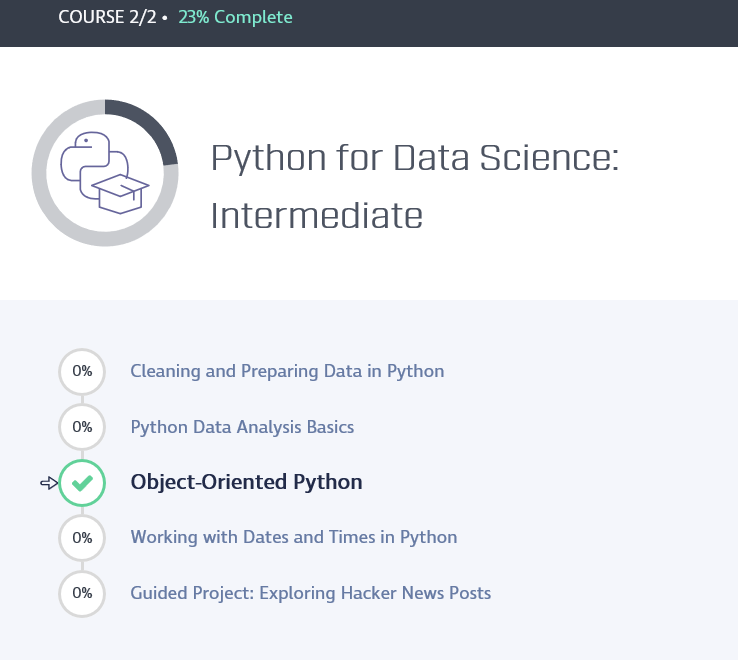 COURSE 2/2 • 23% Complete
Python for Data Science:
Intermediate
0% Cleaning and Preparing Data in Python
0% Python Data Analysis Basics
Object-Oriented Python
0% Working with Dates and Times in Python
0% Guided Project: Exploring Hacker News Posts